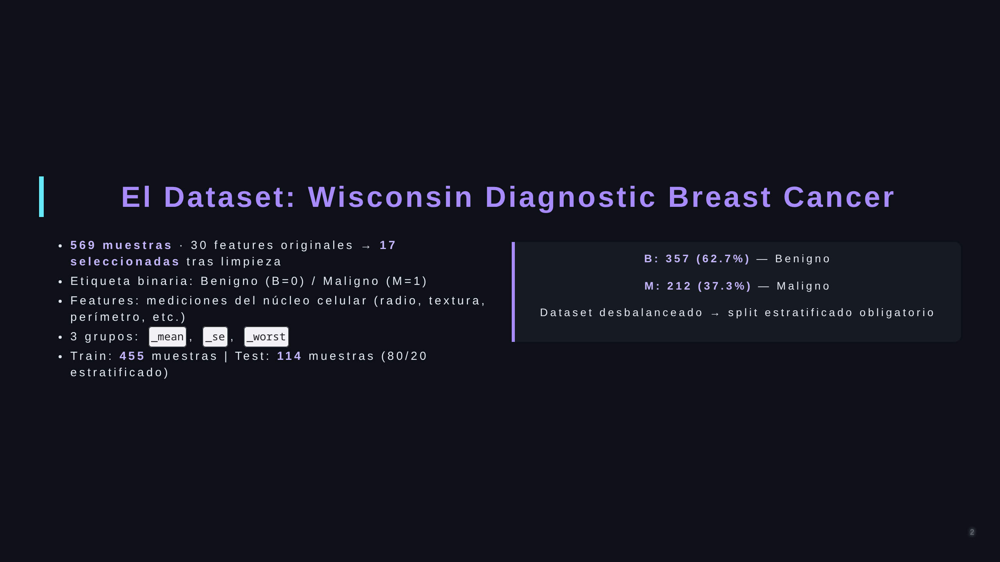 El Dataset: Wisconsin Diagnostic Breast Cancer
• 569 muestras · 30 features originales → 17
seleccionadas tras limpieza
• Etiqueta binaria: Benigno (B=0) / Maligno (M=1)
• Features: mediciones del núcleo celular (radio, textura,
perímetro, etc.)
• 3 grupos: _mean, _se, _worst
• Train: 455 muestras | Test: 114 muestras (80/20
estratificado)
B: 357 (62.7%) — Benigno
M: 212 (37.3%) — Maligno
Dataset desbalanceado → split estratificado obligatorio
2